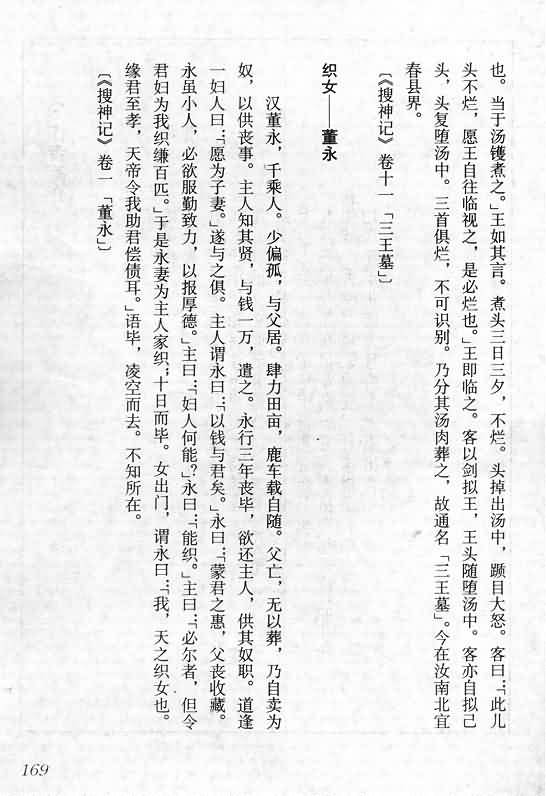 也。当于汤镬煮之。」王如其言。煮头三日三夕，不烂。头掉出汤中，踬目大怒。客曰：「此儿
头不烂，愿王自往临视之，是必烂也。」王即临之。客以剑拟王，王头随堕汤中。客亦自拟己
头，头复堕汤中。三首俱烂，不可识别。乃分其汤肉葬之，故通名「三王墓」。今在汝南北宜
春县界。
〔《搜神记》卷十一「三王墓」〕
织女——董永
汉董永，千乘人。少偏孤，与父居。肆力田亩，鹿车载自随。父亡，无以葬，乃自卖为
奴，以供丧事。主人知其贤，与钱一万，遣之。永行三年丧毕，欲还主人，供其奴职。道逢
一妇人曰：「愿为子妻。」遂与之俱。主人谓永曰：「以钱与君矣。」永曰：「蒙君之惠，父丧收藏。
永虽小人，必欲服勤致力，以报厚德。」主曰：「妇人何能？」永曰：「能织。」主曰：「必尔者，但令
君妇为我织缣百匹。」于是永妻为主人家织；十日而毕。女出门，谓永曰：「我，天之织女也。
缘君至孝，天帝令我助君偿债耳。」语毕，凌空而去。不知所在。
〔《搜神记》卷一「董永」〕
169